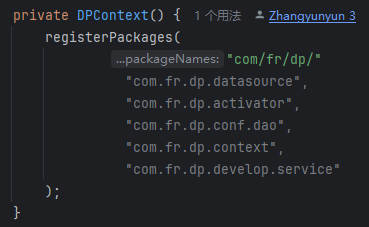 private DPContext() { 1 个用法 Zhangyunyun 3
registerPackages(
...packageNames: "com/fr/dp/"
"com.fr.dp.datasource",
"com.fr.dp.activator",
"com.fr.dp.conf.dao",
"com.fr.dp.context",
"com.fr.dp.develop.service"
);
}